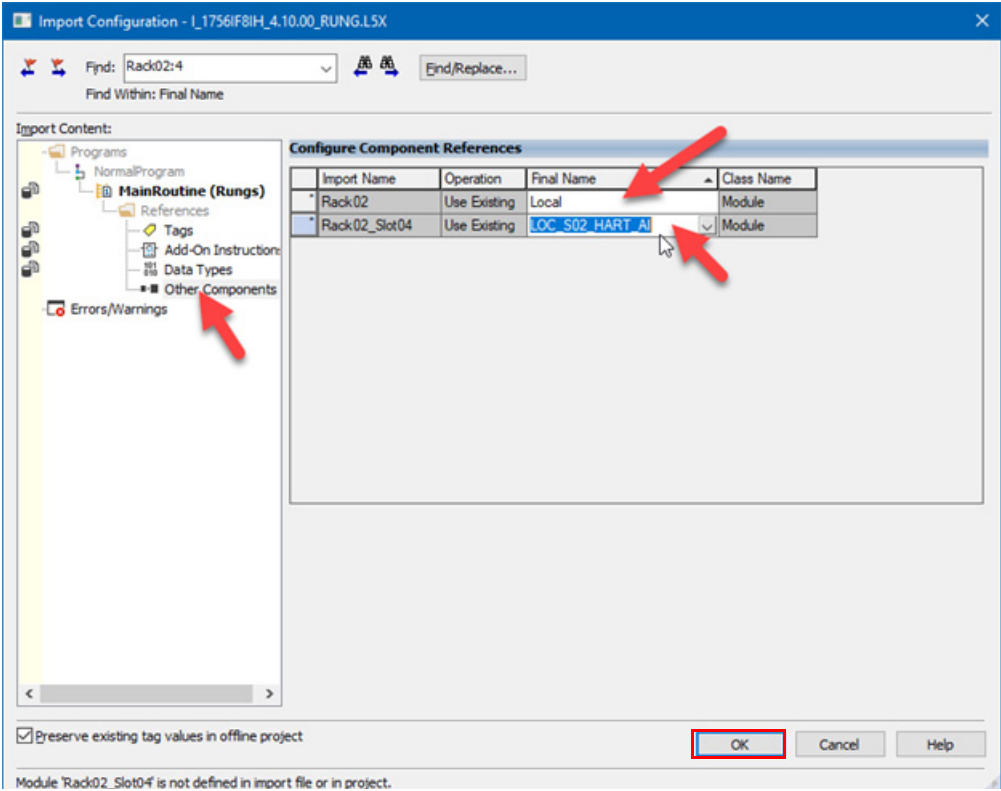 Import Configuration - I_1756IF8IH_4.10.00_RUNG.L5X
Find: Rack02:4
Find/Replace...
Find Within: Final Name
Import Content:
Programs
NormalProgram
MainRoutine (Rungs)
References
Tags
Add-On Instructions
Data Types
Other Components
Errors/Warnings
Configure Component References
Import Name Operation Final Name Class Name
Rack02 Use Existing Local Module
Rack02_Slot04 Use Existing LOC_S02_HART_AI Module
Preserve existing tag values in offline project
OK Cancel Help
Module 'Rack02_Slot04' is not defined in import file or in project.